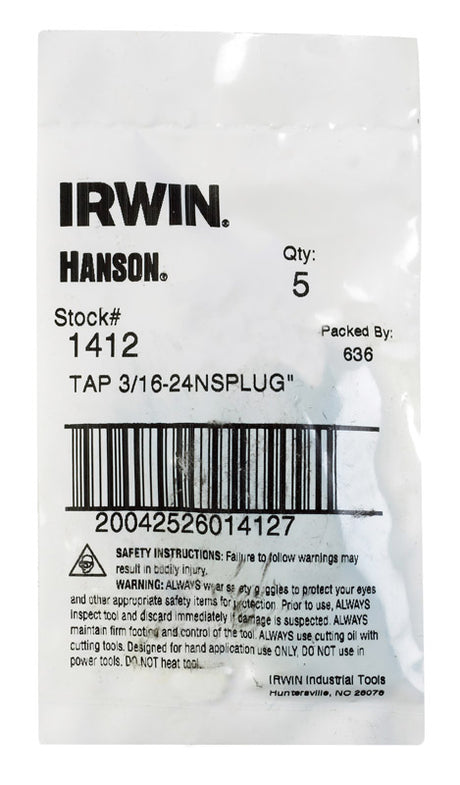 IRWIN®
HANSON®
Qty:
5
Stock#
1412
Packed By:
636
TAP 3/16-24NSPLUG"
20042526014127
SAFETY INSTRUCTIONS: Failure to follow warnings may
result in bodily injury.
WARNING: ALWAYS wear safety goggles to protect your eyes
and other appropriate safety items for protection. Prior to use, ALWAYS
inspect tool and discard immediately if damage is suspected. ALWAYS
maintain firm footing and control of the tool. ALWAYS use cutting oil with
cutting tools. Designed for hand application use ONLY, DO NOT use in
power tools. DO NOT heat tool.
IRWIN Industrial Tools
Huntersville, NC 28078